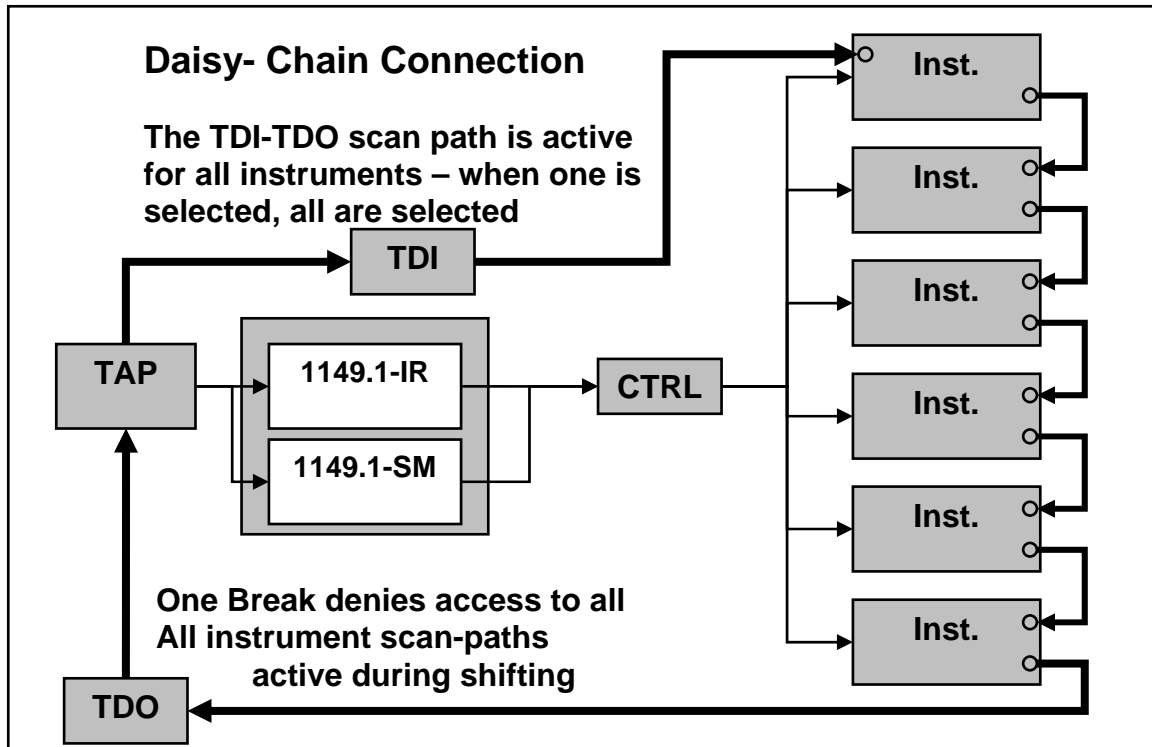 Daisy- Chain Connection
The TDI-TDO scan path is active
for all instruments – when one is
selected, all are selected
TDI
TAP
1149.1-IR
1149.1-SM
CTRL
Inst.
Inst.
Inst.
Inst.
Inst.
Inst.
One Break denies access to all
All instrument scan-paths
active during shifting
TDO